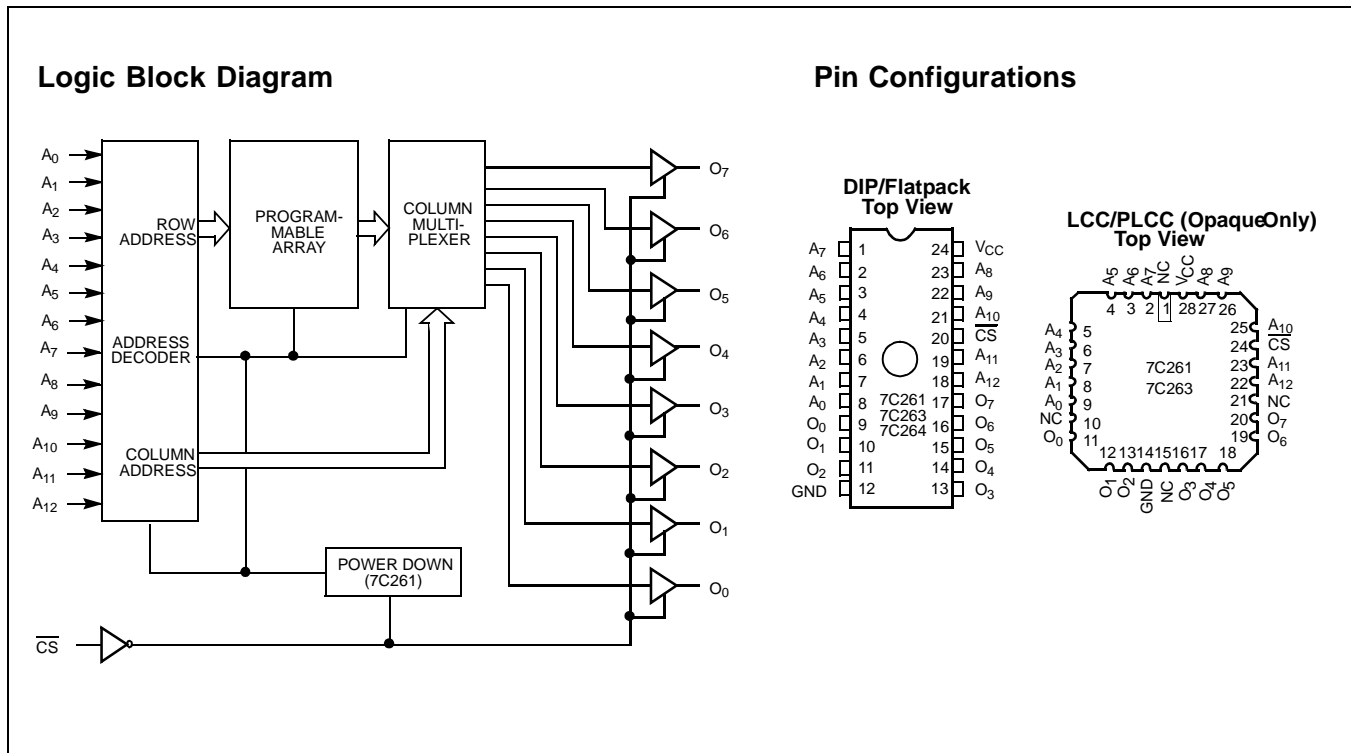 Logic Block Diagram
A0
A1
A2
A3
A4
A5
A6
A7
A8
A9
A10
A11
A12
ROW
ADDRESS
ADDRESS
DECODER
COLUMN
ADDRESS
PROGRAM-
MABLE
ARRAY
COLUMN
MULTI-
PLEXER
POWER DOWN
(7C261)
CS
O7
O6
O5
O4
O3
O2
O1
O0
Pin Configurations
DIP/Flatpack
Top View
A7 1 24 VCC
A6 2 23 A8
A5 3 22 A9
A4 4 21 A10
A3 5 20 CS
A2 6 19 A11
A1 7 18 A12
A0 8 7C261 17 O7
O0 9 7C263 16 O6
O1 10 7C264 15 O5
O2 11 14 O4
GND 12 13 O3
LCC/PLCC (OpaqueOnly)
Top View
A5 A6 A7 NC VCC A8 A9
4 3 2 1 28 27 26
A4 5 25 A10
A3 6 24 CS
A2 7 7C261 23 A11
A1 8 7C263 22 A12
A0 9 21 NC
NC 10 20 O7
O0 11 19 O6
12 13 14 15 16 17 18
O1 O2 GND NC O3 O4 O5